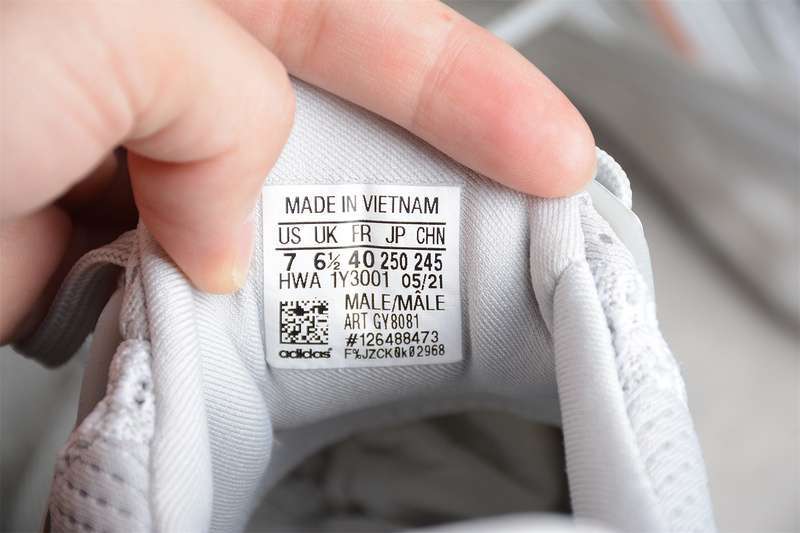 MADE IN VIETNAM
US UK FR JP CHN
7 6½ 40 250 245
HWA 1Y3001 05/21
MALE/MÂLE
ART GY8081
#126488473
F%JZCK0k02968
adidas